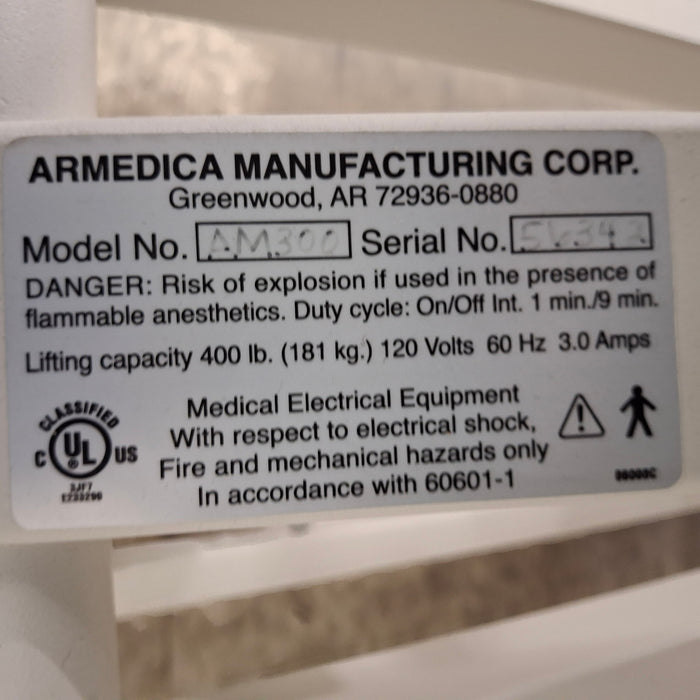 ARMEDICA MANUFACTURING CORP.
Greenwood, AR 72936-0880
Model No. AM300 Serial No.
DANGER: Risk of explosion if used in the presence of
flammable anesthetics. Duty cycle: On/Off Int. 1 min./9 min.
Lifting capacity 400 lb. (181 kg.) 120 Volts 60 Hz 3.0 Amps
CLASSIFIED
C UL ® US
Medical Electrical Equipment
With respect to electrical shock,
Fire and mechanical hazards only
In accordance with 60601-1